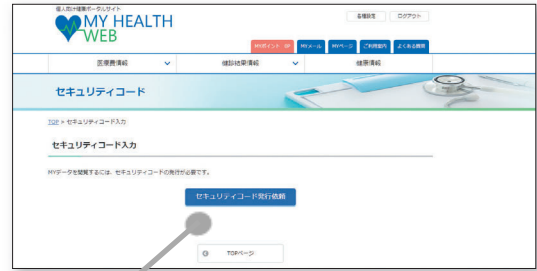 個人向け健康ポータルサイト
MY HEALTH
WEB
各種設定
ログアウト
MYポイント 0P
MYメール
MYページ
ご利用案内
よくある質問
医療費情報
健診結果情報
健康情報
セキュリティコード
TOP > セキュリティコード入力
セキュリティコード入力
MYデータを閲覧するには、セキュリティコードの発行が必要です。
セキュリティコード発行依頼
TOPページ